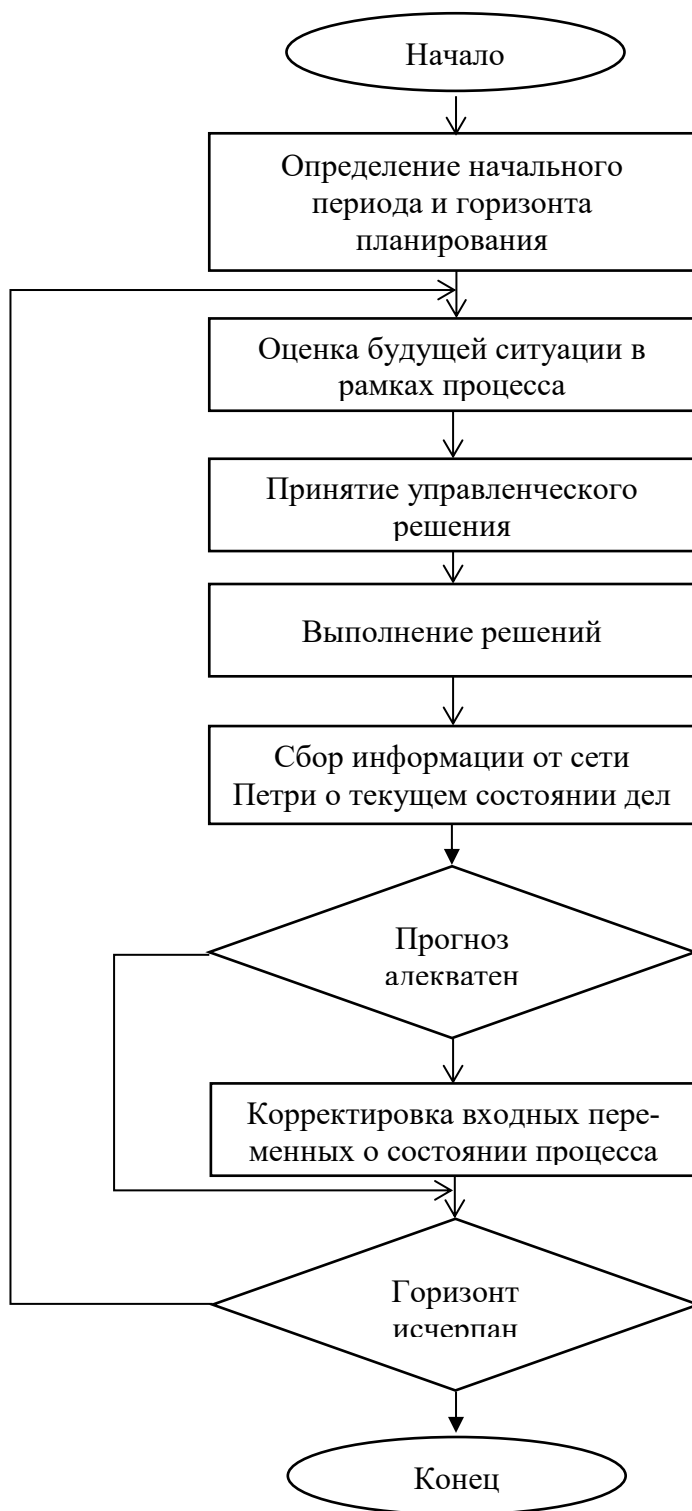 Начало
Определение начального
периода и горизонта
планирования
Оценка будущей ситуации в
рамках процесса
Принятие управленческого
решения
Выполнение решений
Сбор информации от сети
Петри о текущем состоянии дел
Прогноз
адекватен
Корректировка входных пере-
менных о состоянии процесса
Горизонт
исчерпан
Конец